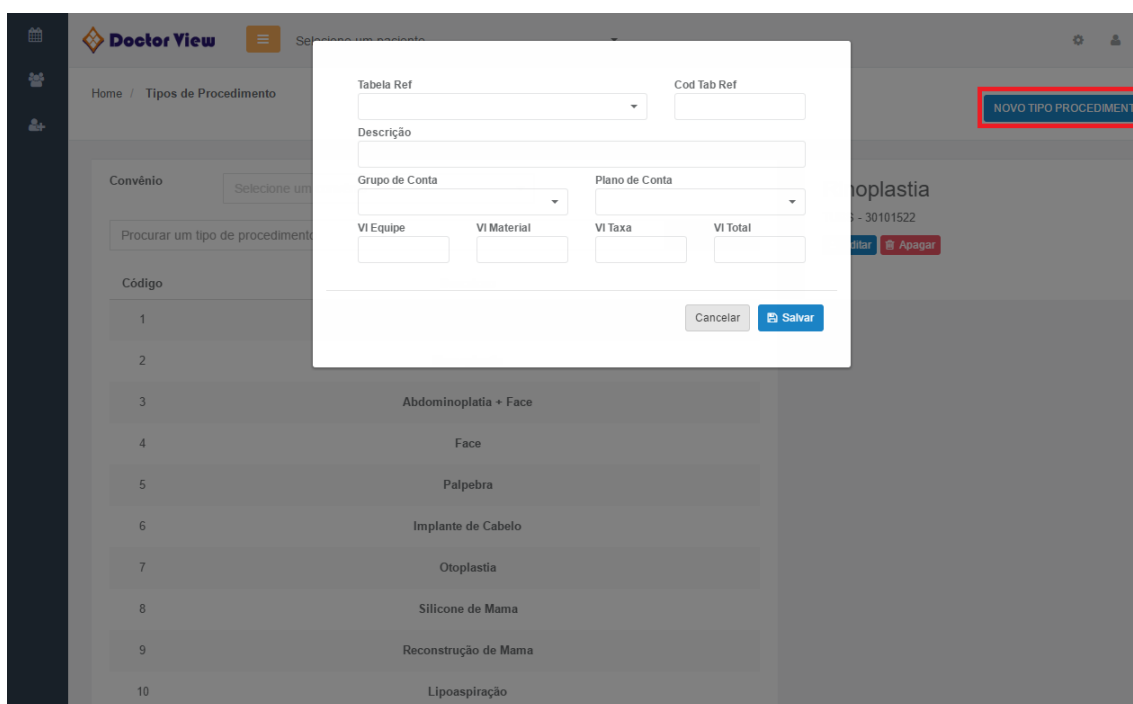 Doctor View
Home / Tipos de Procedimento
NOVO TIPO PROCEDIMENT
Tabela Ref Cod Tab Ref
Descrição
Grupo de Conta Plano de Conta
Vl Equipe Vl Material Vl Taxa Vl Total
Cancelar Salvar
Convênio Selecione um
Procurar um tipo de procedimento
Código
noplastia
- 30101522
ditar Apagar
1
2
3 Abdominoplatia + Face
4 Face
5 Palpebra
6 Implante de Cabelo
7 Otoplastia
8 Silicone de Mama
9 Reconstrução de Mama
10 Lipoaspiração